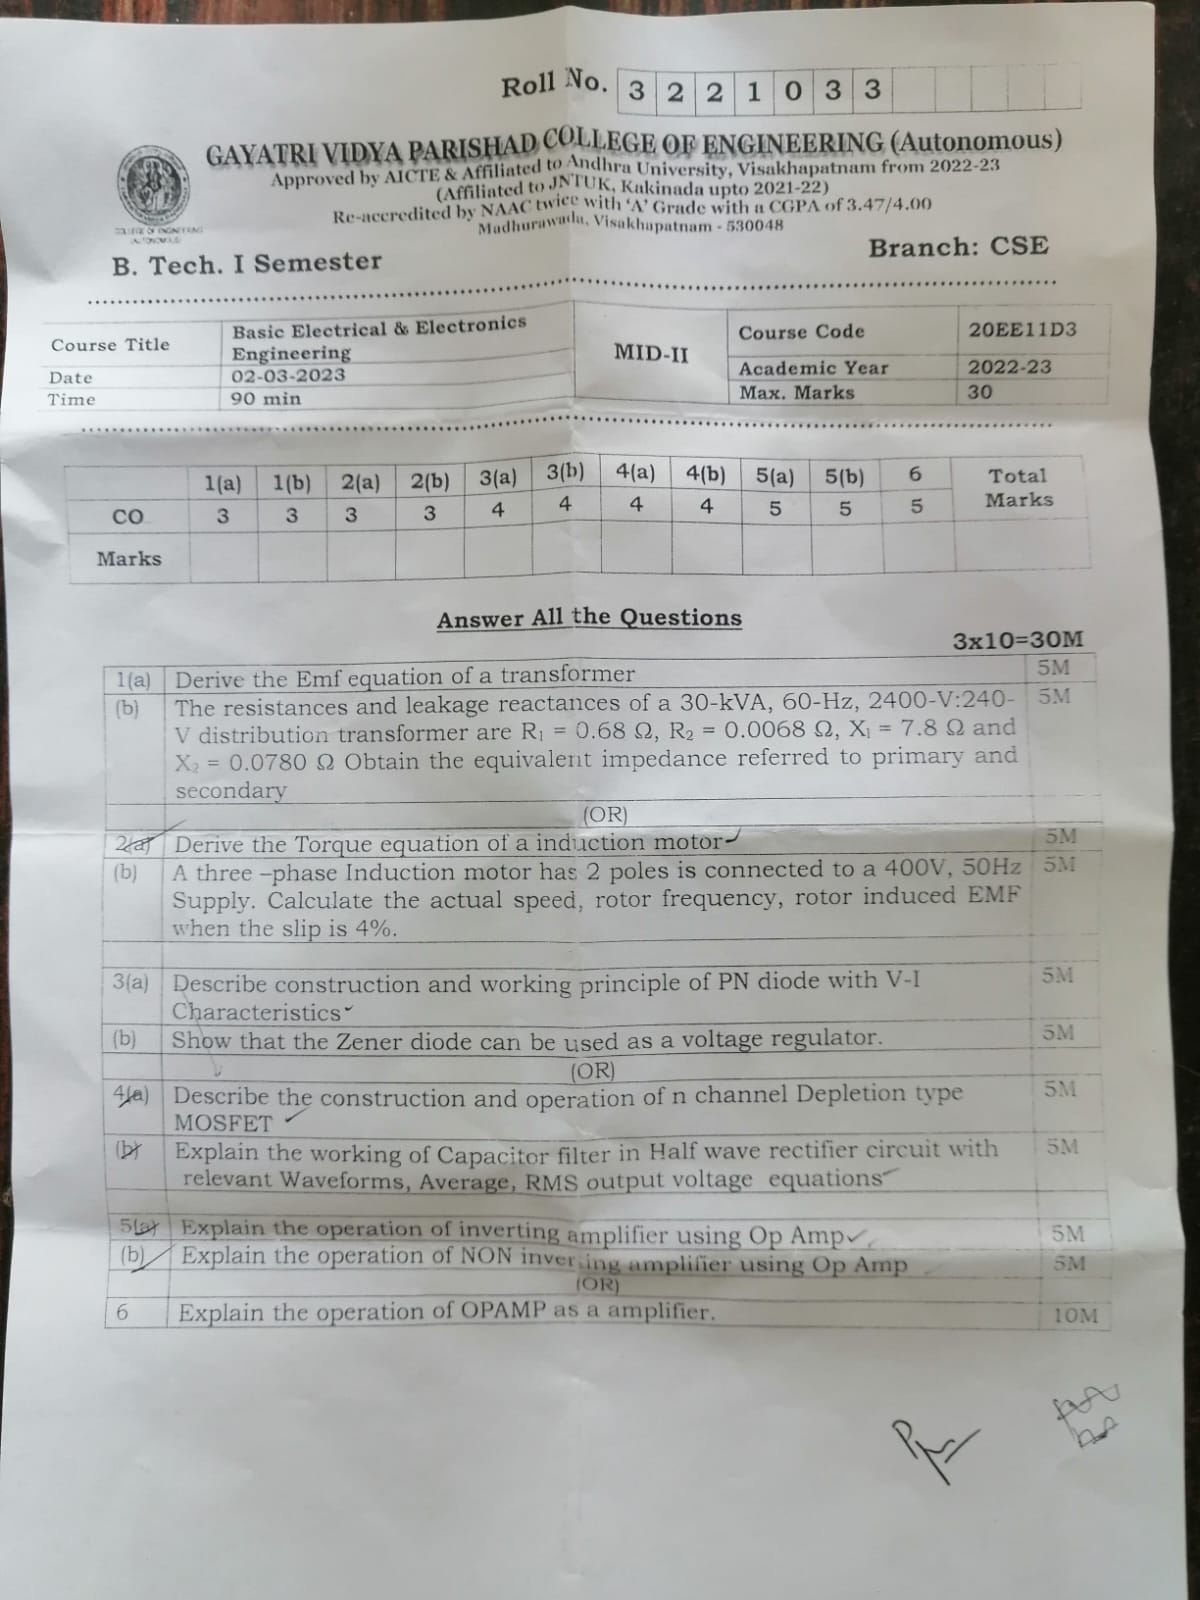 Roll No. 3 2 2 1 0 3 3
GAYATRI VIDYA PARISHAD COLLEGE OF ENGINEERING (Autonomous)
Approved by AICTE & Affiliated to Andhra University, Visakhapatnam from 2022-23
(Affiliated to JNTUK, Kakinada upto 2021-22)
Re-accredited by NAAC twice with 'A' Grade with a CGPA of 3.47/4.00
Madhurawada, Visakhapatnam - 530048
COLLEGE OF ENGINEERING
(AUTONOMOUS)
B. Tech. I Semester Branch: CSE
Course Title Basic Electrical & Electronics Engineering MID-II Course Code 20EE11D3
Date 02-03-2023 Academic Year 2022-23
Time 90 min Max. Marks 30
1(a) 1(b) 2(a) 2(b) 3(a) 3(b) 4(a) 4(b) 5(a) 5(b) 6 Total Marks
CO 3 3 3 3 4 4 4 4 5 5 5
Marks
Answer All the Questions
3x10=30M
1(a) Derive the Emf equation of a transformer 5M
(b) The resistances and leakage reactances of a 30-kVA, 60-Hz, 2400-V:240- 5M
V distribution transformer are R₁ = 0.68 Ω, R₂ = 0.0068 Ω, X₁ = 7.8 Ω and
X₂ = 0.0780 Ω Obtain the equivalent impedance referred to primary and
secondary
(OR)
2(a) Derive the Torque equation of a induction motor 5M
(b) A three –phase Induction motor has 2 poles is connected to a 400V, 50Hz 5M
Supply. Calculate the actual speed, rotor frequency, rotor induced EMF
when the slip is 4%.
3(a) Describe construction and working principle of PN diode with V-I 5M
Characteristics
(b) Show that the Zener diode can be used as a voltage regulator. 5M
(OR)
4(a) Describe the construction and operation of n channel Depletion type 5M
MOSFET
(b) Explain the working of Capacitor filter in Half wave rectifier circuit with 5M
relevant Waveforms, Average, RMS output voltage equations
5(a) Explain the operation of inverting amplifier using Op Amp 5M
(b) Explain the operation of NON inverting amplifier using Op Amp 5M
(OR)
6 Explain the operation of OPAMP as a amplifier. 10M